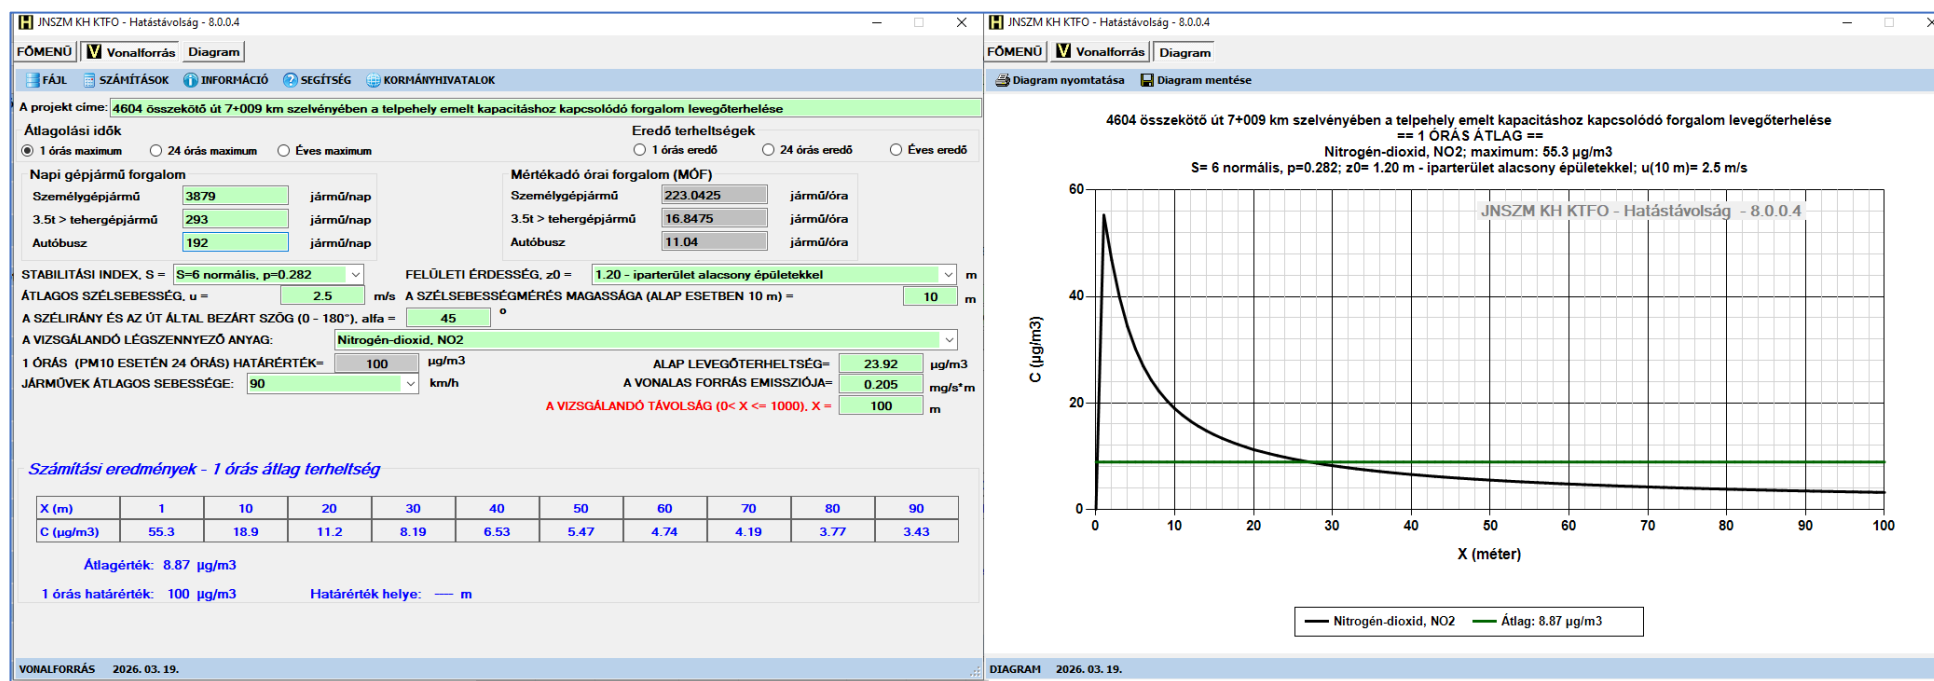 JNSZM KH KTFO - Hatástávolság - 8.0.0.4
FŐMENÜ Vonalforrás Diagram
FÁJL SZÁMÍTÁSOK INFORMÁCIÓ SEGÍTSÉG KORMÁNYHIVATALOK
A projekt címe: 4604 összekötő út 7+009 km szelvényében a telpehely emelt kapacitáshoz kapcsolódó forgalom levegőterhelése
Átlagolási idők Eredő terheltségek
1 órás maximum 24 órás maximum Éves maximum 1 órás eredő 24 órás eredő Éves eredő
Napi gépjármű forgalom Mértékadó órai forgalom (MÓF)
Személygépjármű 3879 jármű/nap Személygépjármű 223.0425 jármű/óra
3.5t > tehergépjármű 293 jármű/nap 3.5t > tehergépjármű 16.8475 jármű/óra
Autóbusz 192 jármű/nap Autóbusz 11.04 jármű/óra
STABILITÁSI INDEX, S = S=6 normális, p=0.282 FELÜLETI ÉRDESSÉG, z0 = 1.20 - iparterület alacsony épületekkel m
ÁTLAGOS SZÉLSEBESSÉG, u = 2.5 m/s A SZÉLSEBESSÉGMÉRÉS MAGASSÁGA (ALAP ESETBEN 10 m) = 10 m
A SZÉLIRÁNY ÉS AZ ÚT ÁLTAL BEZÁRT SZÖG (0 - 180°), alfa = 45 o
A VIZSGÁLANDÓ LÉGSZENNYEZŐ ANYAG: Nitrogén-dioxid, NO2
1 ÓRÁS (PM10 ESETÉN 24 ÓRÁS) HATÁRÉRTÉK= 100 µg/m3 ALAP LEVEGŐTERHELTSÉG= 23.92 µg/m3
JÁRMŰVEK ÁTLAGOS SEBESSÉGE: 90 km/h A VONALAS FORRÁS EMISSZIÓJA= 0.205 mg/s*m
A VIZSGÁLANDÓ TÁVOLSÁG (0< X <= 1000), X = 100 m
Számítási eredmények - 1 órás átlag terheltség
X (m) 1 10 20 30 40 50 60 70 80 90
C (µg/m3) 55.3 18.9 11.2 8.19 6.53 5.47 4.74 4.19 3.77 3.43
Átlagérték: 8.87 µg/m3
1 órás határérték: 100 µg/m3 Határérték helye: ---- m
VONALFORRÁS 2026. 03. 19.
JNSZM KH KTFO - Hatástávolság - 8.0.0.4
FŐMENÜ Vonalforrás Diagram
Diagram nyomtatása Diagram mentése
4604 összekötő út 7+009 km szelvényében a telpehely emelt kapacitáshoz kapcsolódó forgalom levegőterhelése
== 1 ÓRÁS ÁTLAG ==
Nitrogén-dioxid, NO2; maximum: 55.3 µg/m3
S= 6 normális, p=0.282; z0= 1.20 m - iparterület alacsony épületekkel; u(10 m)= 2.5 m/s
JNSZM KH KTFO - Hatástávolság - 8.0.0.4
C (µg/m3)
60
40
20
0
0 10 20 30 40 50 60 70 80 90 100
X (méter)
Nitrogén-dioxid, NO2 Átlag: 8.87 µg/m3
DIAGRAM 2026. 03. 19.